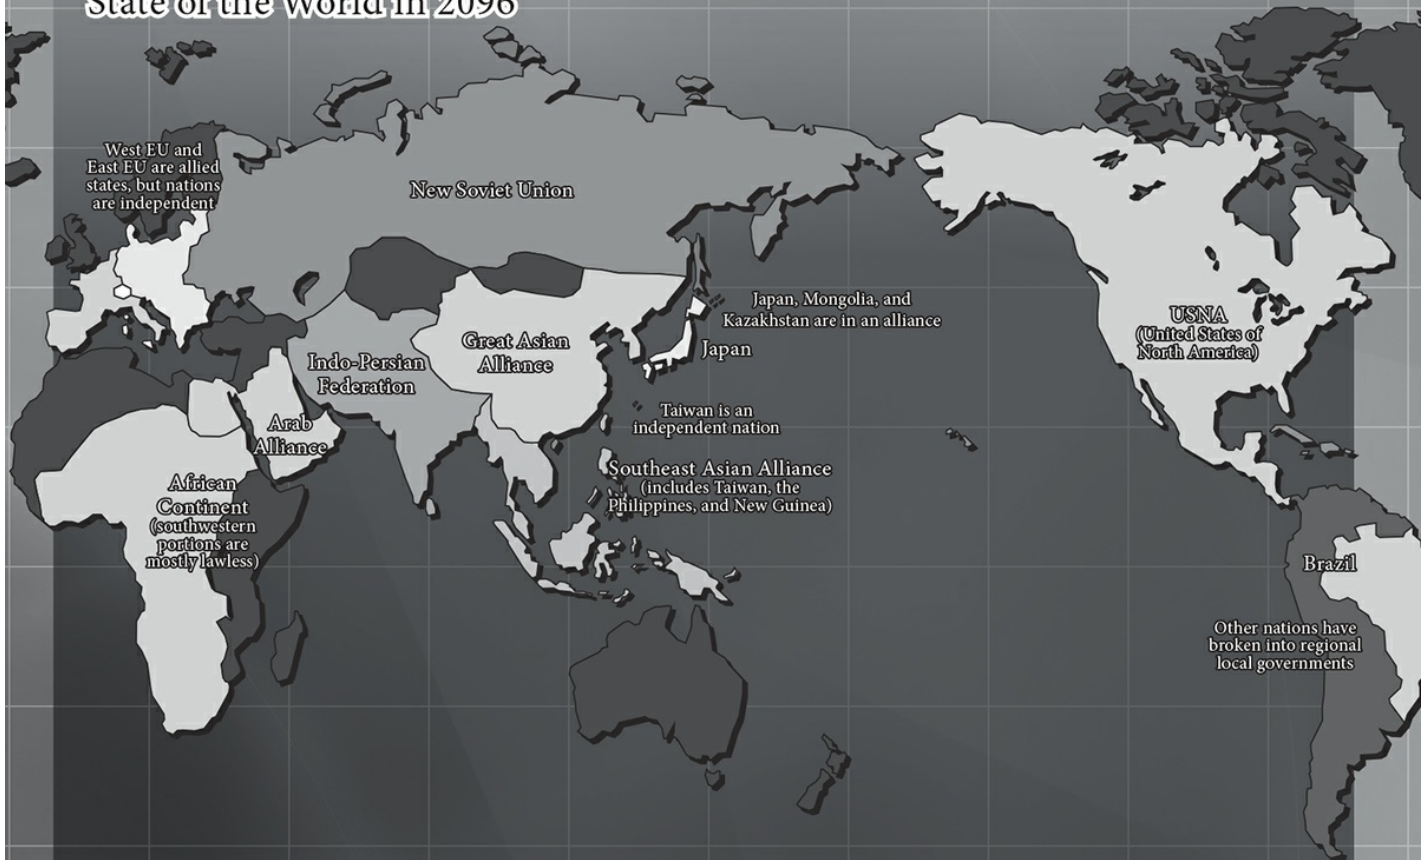 State of the World in 2096
West EU and
East EU are allied
states, but nations
are independent
New Soviet Union
Japan, Mongolia, and
Kazakhstan are in an alliance
Great Asian
Alliance
Japan
Indo-Persian
Federation
USNA
(United States of
North America)
Arab
Alliance
Taiwan is an
independent nation
Southeast Asian Alliance
(includes Taiwan, the
Philippines, and New Guinea)
African
Continent
(southwestern
portions are
mostly lawless)
Brazil
Other nations have
broken into regional
local governments